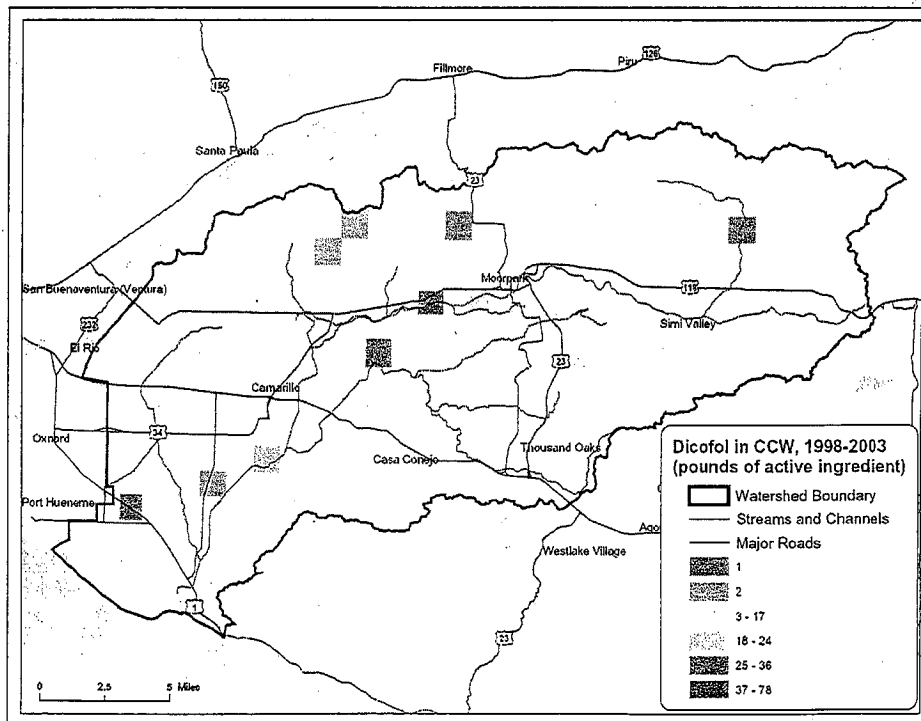 126
Piru
Fillmore
150
Santa Paula
23
San Buenaventura (Ventura)
Moorpark
118
232
Simi Valley
El Rio
23
Camarillo
34
Oxnard
Thousand Oaks
Casa Conejo
Port Hueneme
Westlake Village
1
23
Dicofol in CCW, 1998-2003
(pounds of active ingredient)
Watershed Boundary
Streams and Channels
Major Roads
1
2
3 - 17
18 - 24
25 - 36
37 - 78
0 2.5 5 Miles